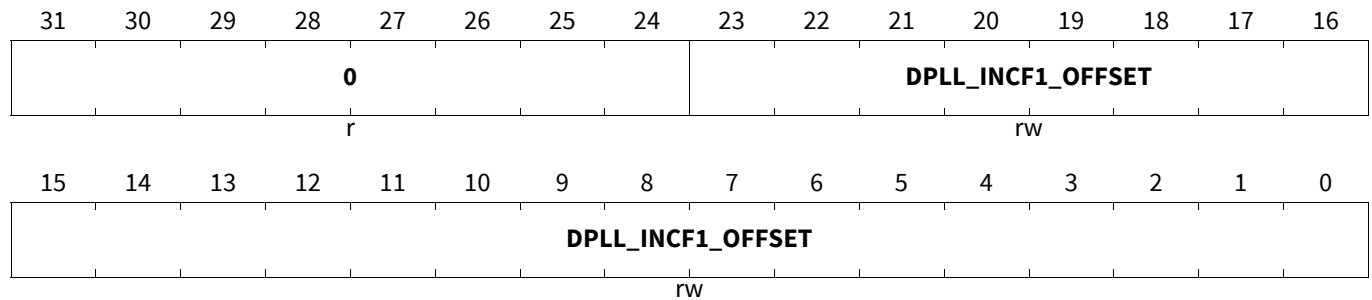 31 30 29 28 27 26 25 24 23 22 21 20 19 18 17 16
0 DPLL_INCF1_OFFSET
r rw
15 14 13 12 11 10 9 8 7 6 5 4 3 2 1 0
DPLL_INCF1_OFFSET
rw